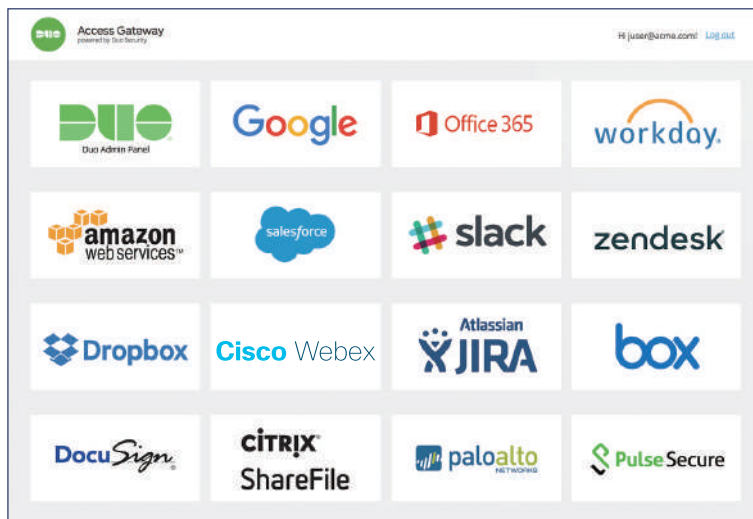 DUO
Access Gateway
powered by Duo Security
Hi juser@acme.com! Log out
DUO
Duo Admin Panel
Google
Office 365
workday.
amazon
web services™
salesforce
slack
zendesk
Dropbox
Cisco Webex
Atlassian
JIRA
box
DocuSign®
CITRIX®
ShareFile
paloalto
NETWORKS
Pulse Secure